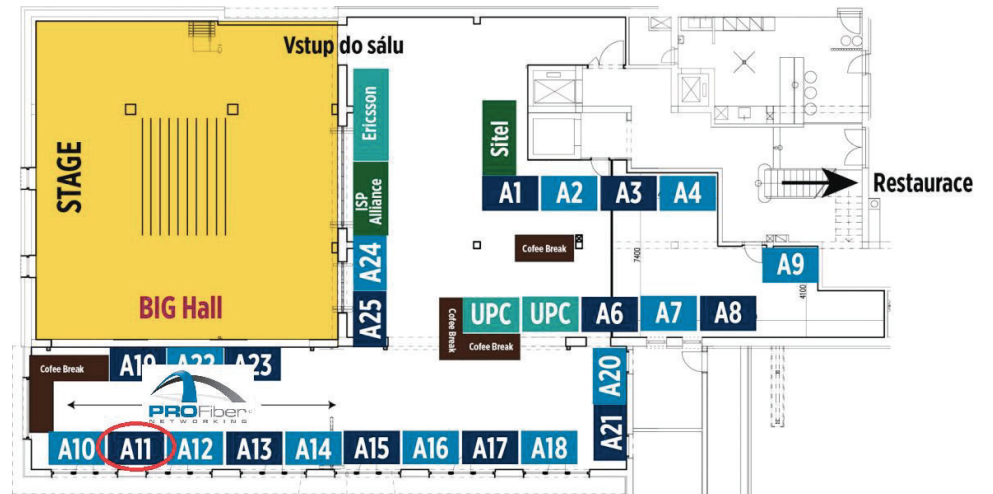 Vstup do sálu
Ericsson
Sitel
STAGE
ISP
Alliance
A1
A2
A3
A4
Restaurace
A24
Cofee Break
7400
A9
4100
A25
BIG Hall
Cofee Break
UPC
UPC
A6
A7
A8
Cofee Break
Cofee Break
A19
A22
A23
A20
PROFiber
NETWORKING
A21
A10
A11
A12
A13
A14
A15
A16
A17
A18